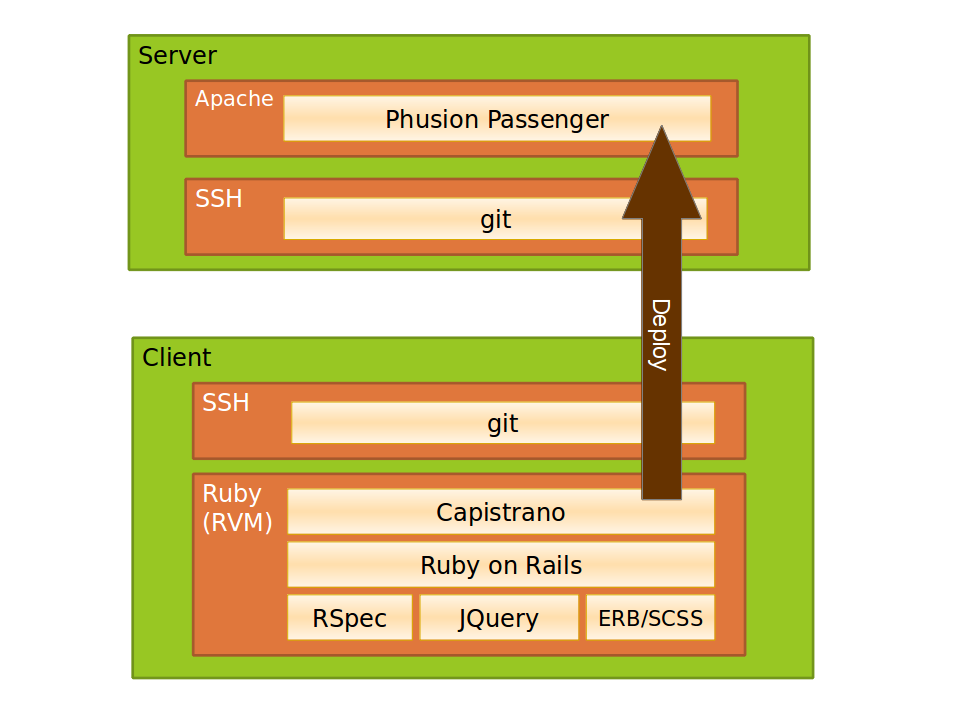 Server
Apache
Phusion Passenger
SSH
git
Deploy
Client
SSH
git
Ruby
(RVM)
Capistrano
Ruby on Rails
RSpec
JQuery
ERB/SCSS